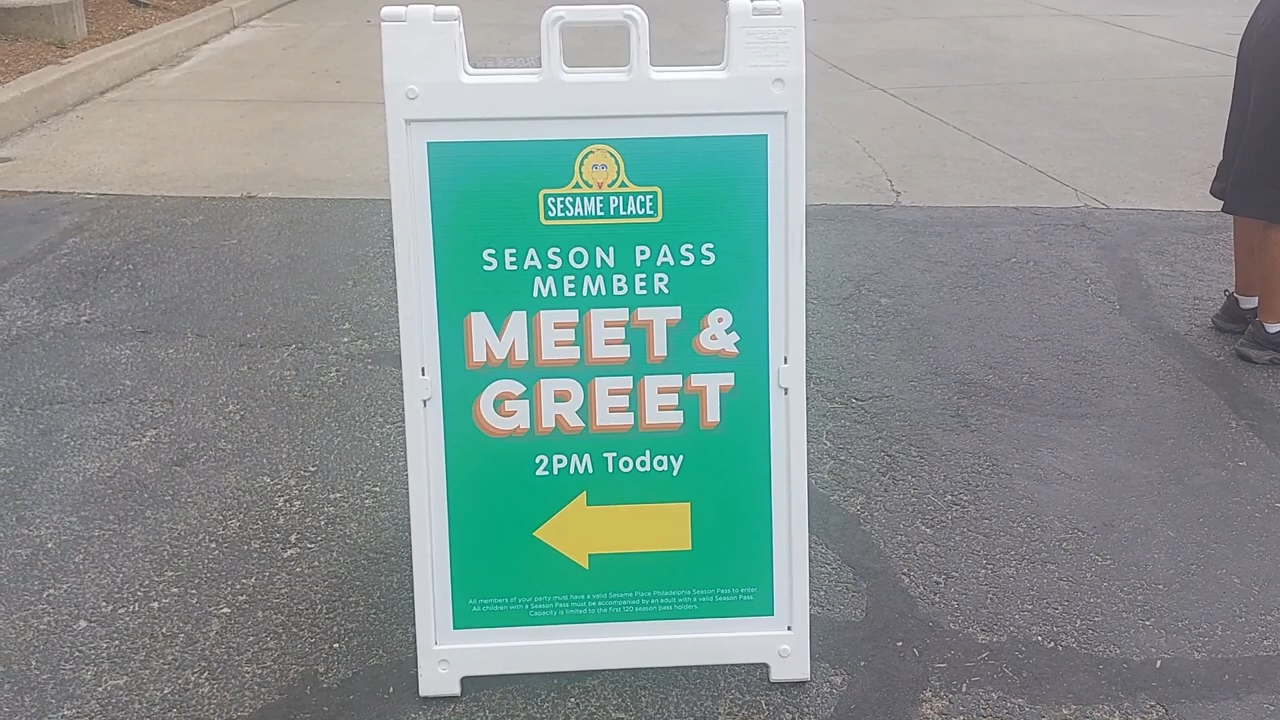 SESAME PLACE
SEASON PASS
MEMBER
MEET &
GREET
2PM Today
All members of your party must have a valid Sesame Place Philadelphia Season Pass to enter.
All children with a Season Pass must be accompanied by an adult with a valid Season Pass.
Capacity is limited to the first 120 season pass holders.